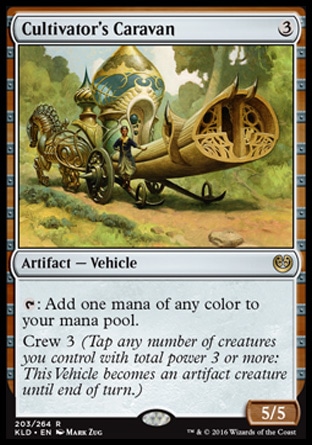 Cultivator's Caravan 3
Artifact — Vehicle
: Add one mana of any color to
your mana pool.
Crew 3 (Tap any number of creatures
you control with total power 3 or more:
This Vehicle becomes an artifact creature
until end of turn.)
5/5
203/264 R
KLD • EN Mark Zug ™ & © 2016 Wizards of the Coast